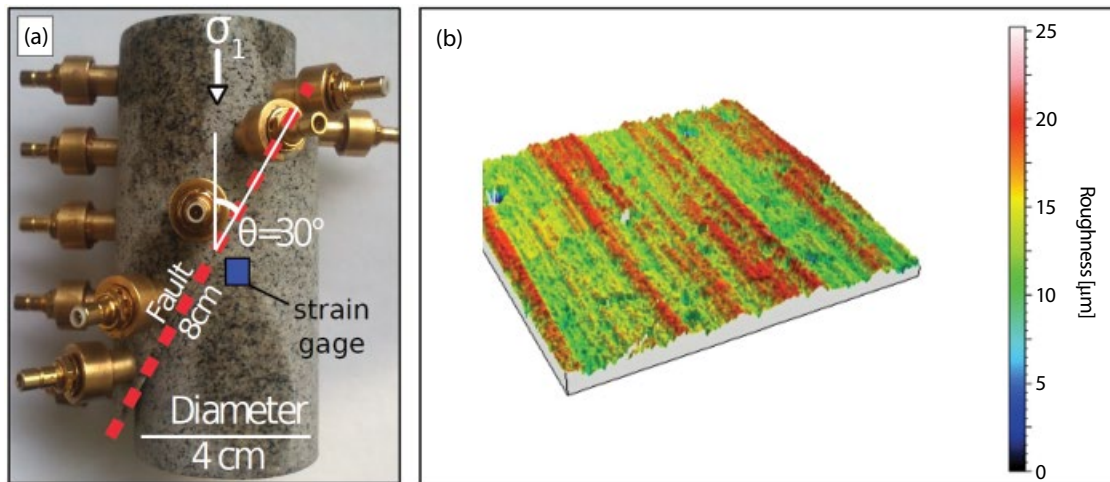 (a)
σ1
θ=30°
Fault
8cm
strain
gage
Diameter
4 cm
(b)
25
20
15
10
5
0
Roughness [μm]